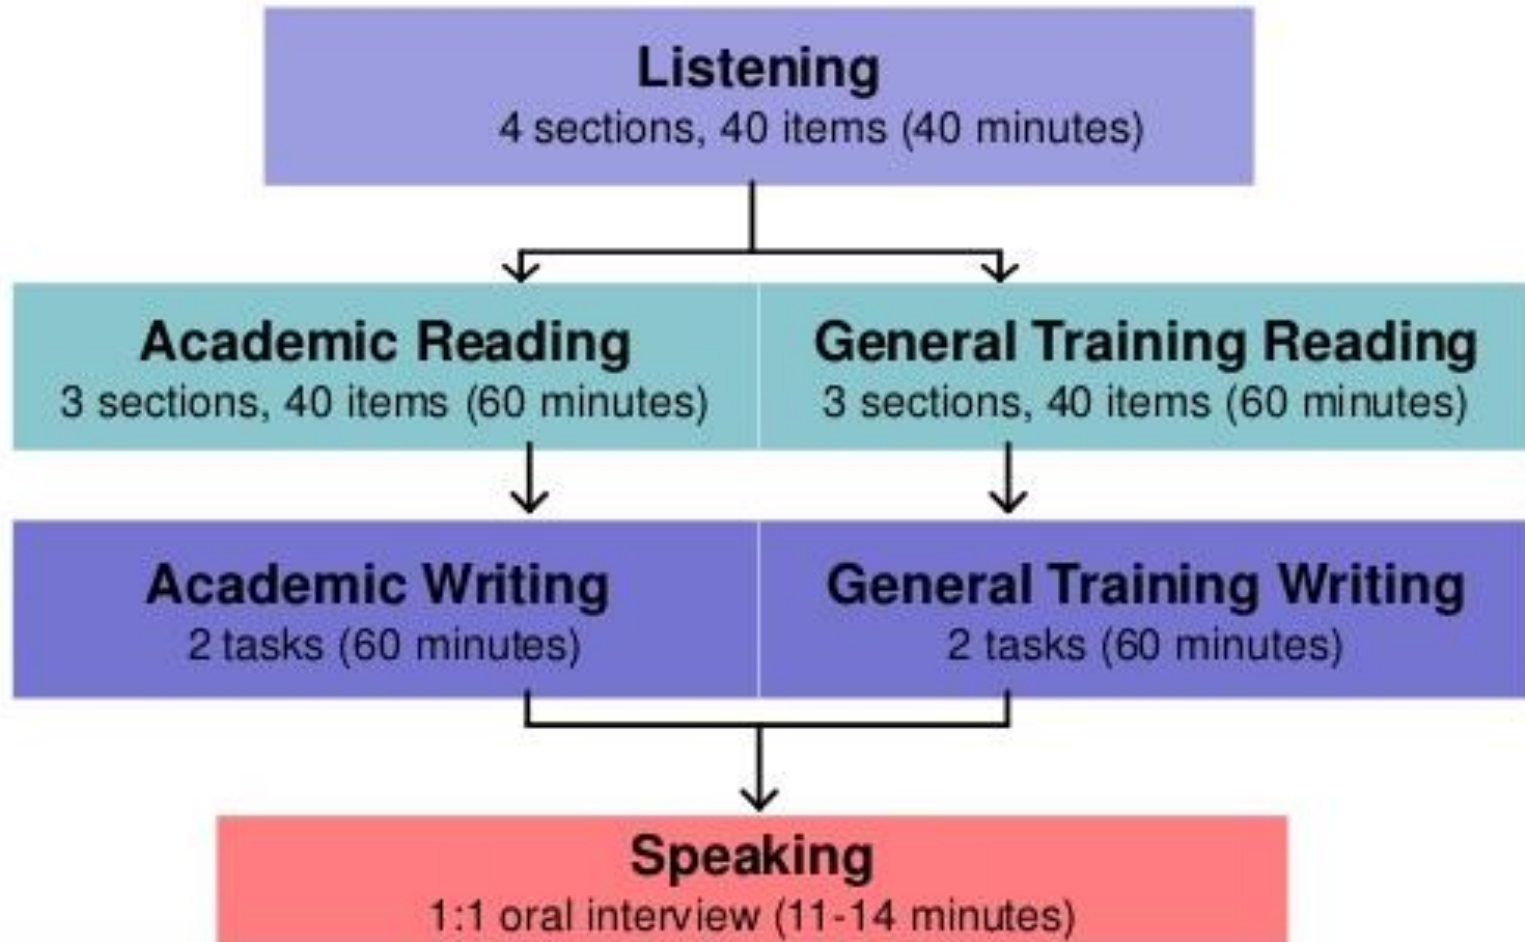 Listening
4 sections, 40 items (40 minutes)
Academic Reading
3 sections, 40 items (60 minutes)
General Training Reading
3 sections, 40 items (60 minutes)
Academic Writing
2 tasks (60 minutes)
General Training Writing
2 tasks (60 minutes)
Speaking
1:1 oral interview (11-14 minutes)